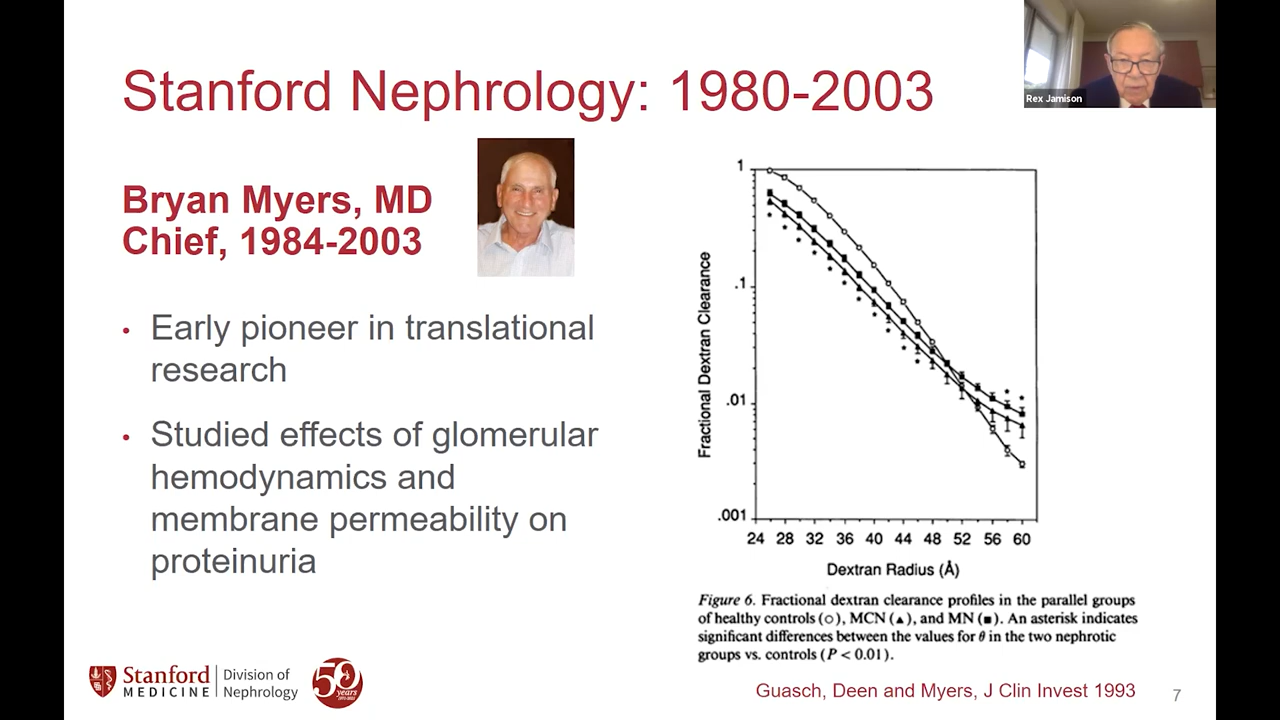 Stanford Nephrology: 1980-2003
Rex Jamison
Bryan Myers, MD
Chief, 1984-2003
• Early pioneer in translational
research
• Studied effects of glomerular
hemodynamics and
membrane permeability on
proteinuria
Fractional Dextran Clearance
1
.1
.01
.001
24 28 32 36 40 44 48 52 56 60
Dextran Radius (Å)
Figure 6. Fractional dextran clearance profiles in the parallel groups
of healthy controls (○), MCN (▲), and MN (■). An asterisk indicates
significant differences between the values for θ in the two nephrotic
groups vs. controls (P < 0.01).
Guasch, Deen and Myers, J Clin Invest 1993
7
Stanford
MEDICINE
Division of
Nephrology
50
years